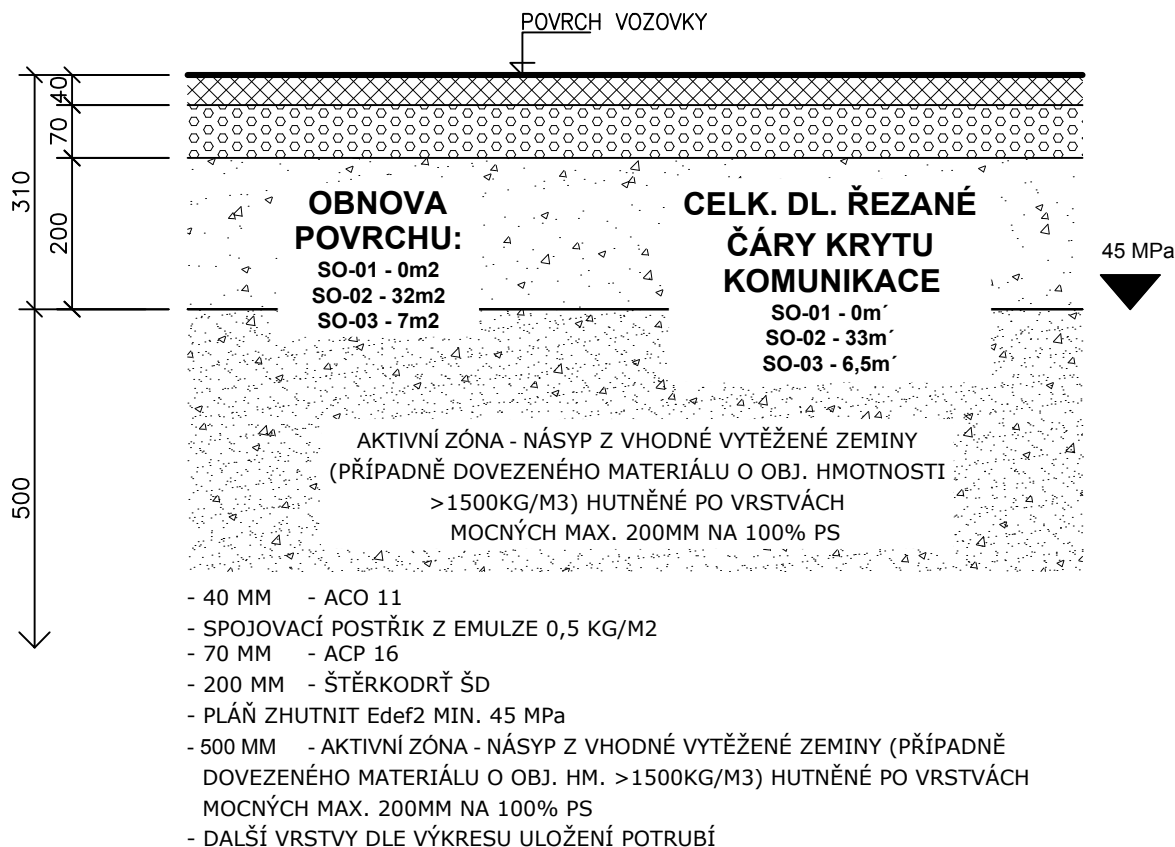 POVRCH VOZOVKY
40
70
310
200
OBNOVA
POVRCHU:
SO-01 - 0m2
SO-02 - 32m2
SO-03 - 7m2
CELK. DL. ŘEZANÉ
ČÁRY KRYTU
KOMUNIKACE
SO-01 - 0m´
SO-02 - 33m´
SO-03 - 6,5m´
45 MPa
500
AKTIVNÍ ZÓNA - NÁSYP Z VHODNÉ VYTĚŽENÉ ZEMINY
(PŘÍPADNĚ DOVEZENÉHO MATERIÁLU O OBJ. HMOTNOSTI
>1500KG/M3) HUTNĚNÉ PO VRSTVÁCH
MOCNÝCH MAX. 200MM NA 100% PS
- 40 MM - ACO 11
- SPOJOVACÍ POSTŘIK Z EMULZE 0,5 KG/M2
- 70 MM - ACP 16
- 200 MM - ŠTĚRKODRŤ ŠD
- PLÁŇ ZHUTNIT Edef2 MIN. 45 MPa
- 500 MM - AKTIVNÍ ZÓNA - NÁSYP Z VHODNÉ VYTĚŽENÉ ZEMINY (PŘÍPADNĚ
DOVEZENÉHO MATERIÁLU O OBJ. HM. >1500KG/M3) HUTNĚNÉ PO VRSTVÁCH
MOCNÝCH MAX. 200MM NA 100% PS
- DALŠÍ VRSTVY DLE VÝKRESU ULOŽENÍ POTRUBÍ